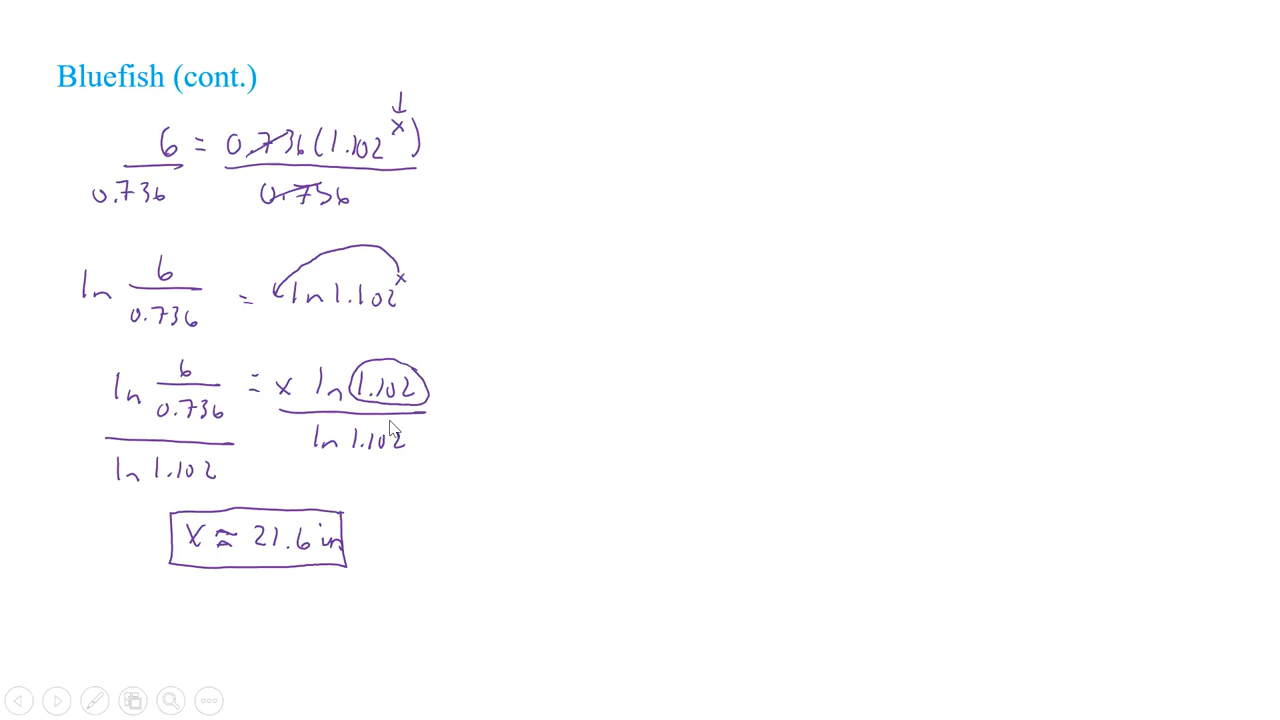 Bluefish (cont.)
6 = 0.736(1.102^x)
0.736 0.736
ln 6/0.736 = ln 1.102^x
ln 6/0.736 = x ln 1.102
ln 1.102 ln 1.102
x ≈ 21.6 in